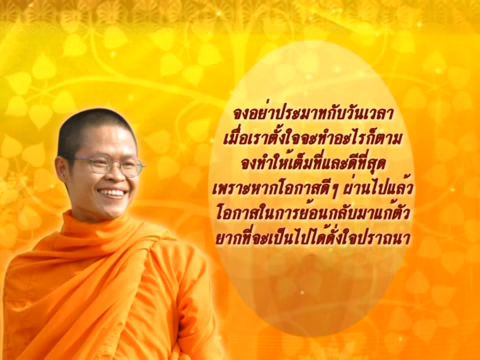 จงอย่าประมาทกับวันเวลา
เมื่อเราตั้งใจจะทำอะไรก็ตาม
จงทำให้เต็มที่และดีที่สุด
เพราะหากโอกาสดีๆ ผ่านไปแล้ว
โอกาสในการย้อนกลับมาแก้ตัว
ยากที่จะเป็นไปได้ดั่งใจปราถนา